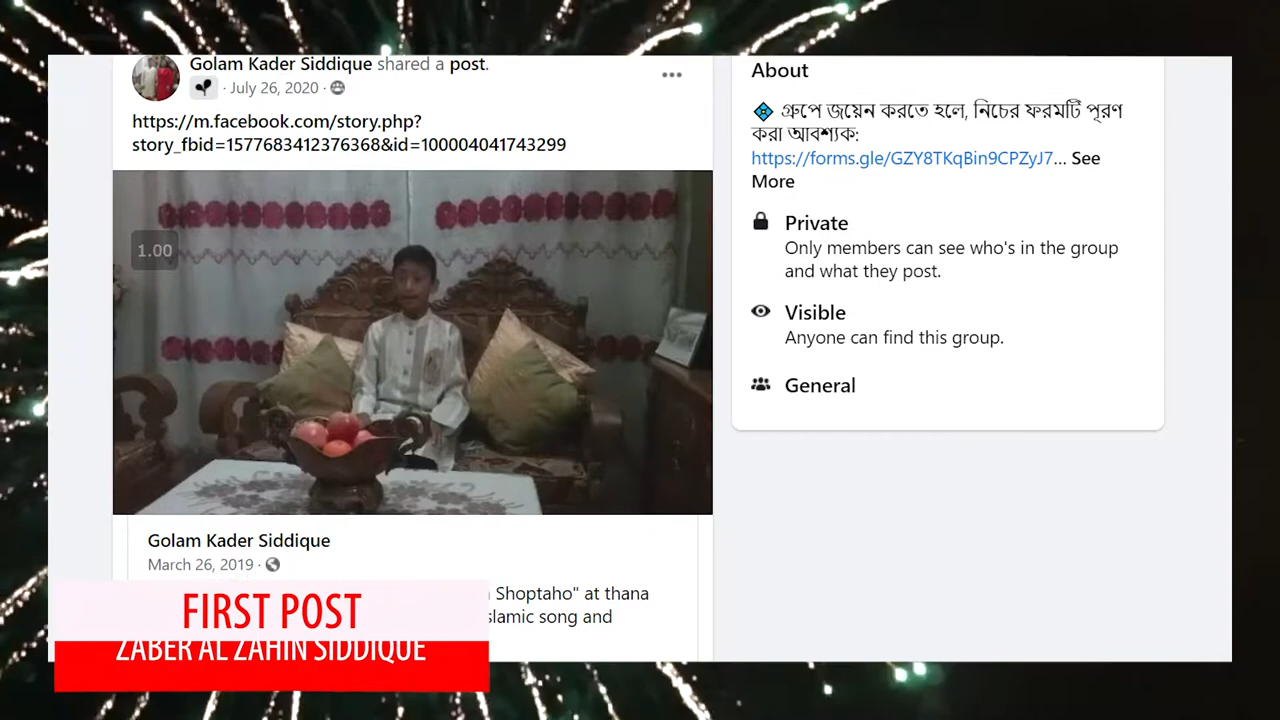 Golam Kader Siddique shared a post.
· July 26, 2020 ·
https://m.facebook.com/story.php?
story_fbid=1577683412376368&id=100004041743299
1.00
Golam Kader Siddique
March 26, 2019 ·
Shoptaho" at thana
slamic song and
FIRST POST
ZABER AL ZAHIN SIDDIQUE
About
গ্রুপে জয়েন করতে হলে, নিচের ফরমটি পূরণ
করা আবশ্যক:
https://forms.gle/GZY8TKqBin9CPZyJ7... See
More
Private
Only members can see who's in the group
and what they post.
Visible
Anyone can find this group.
General